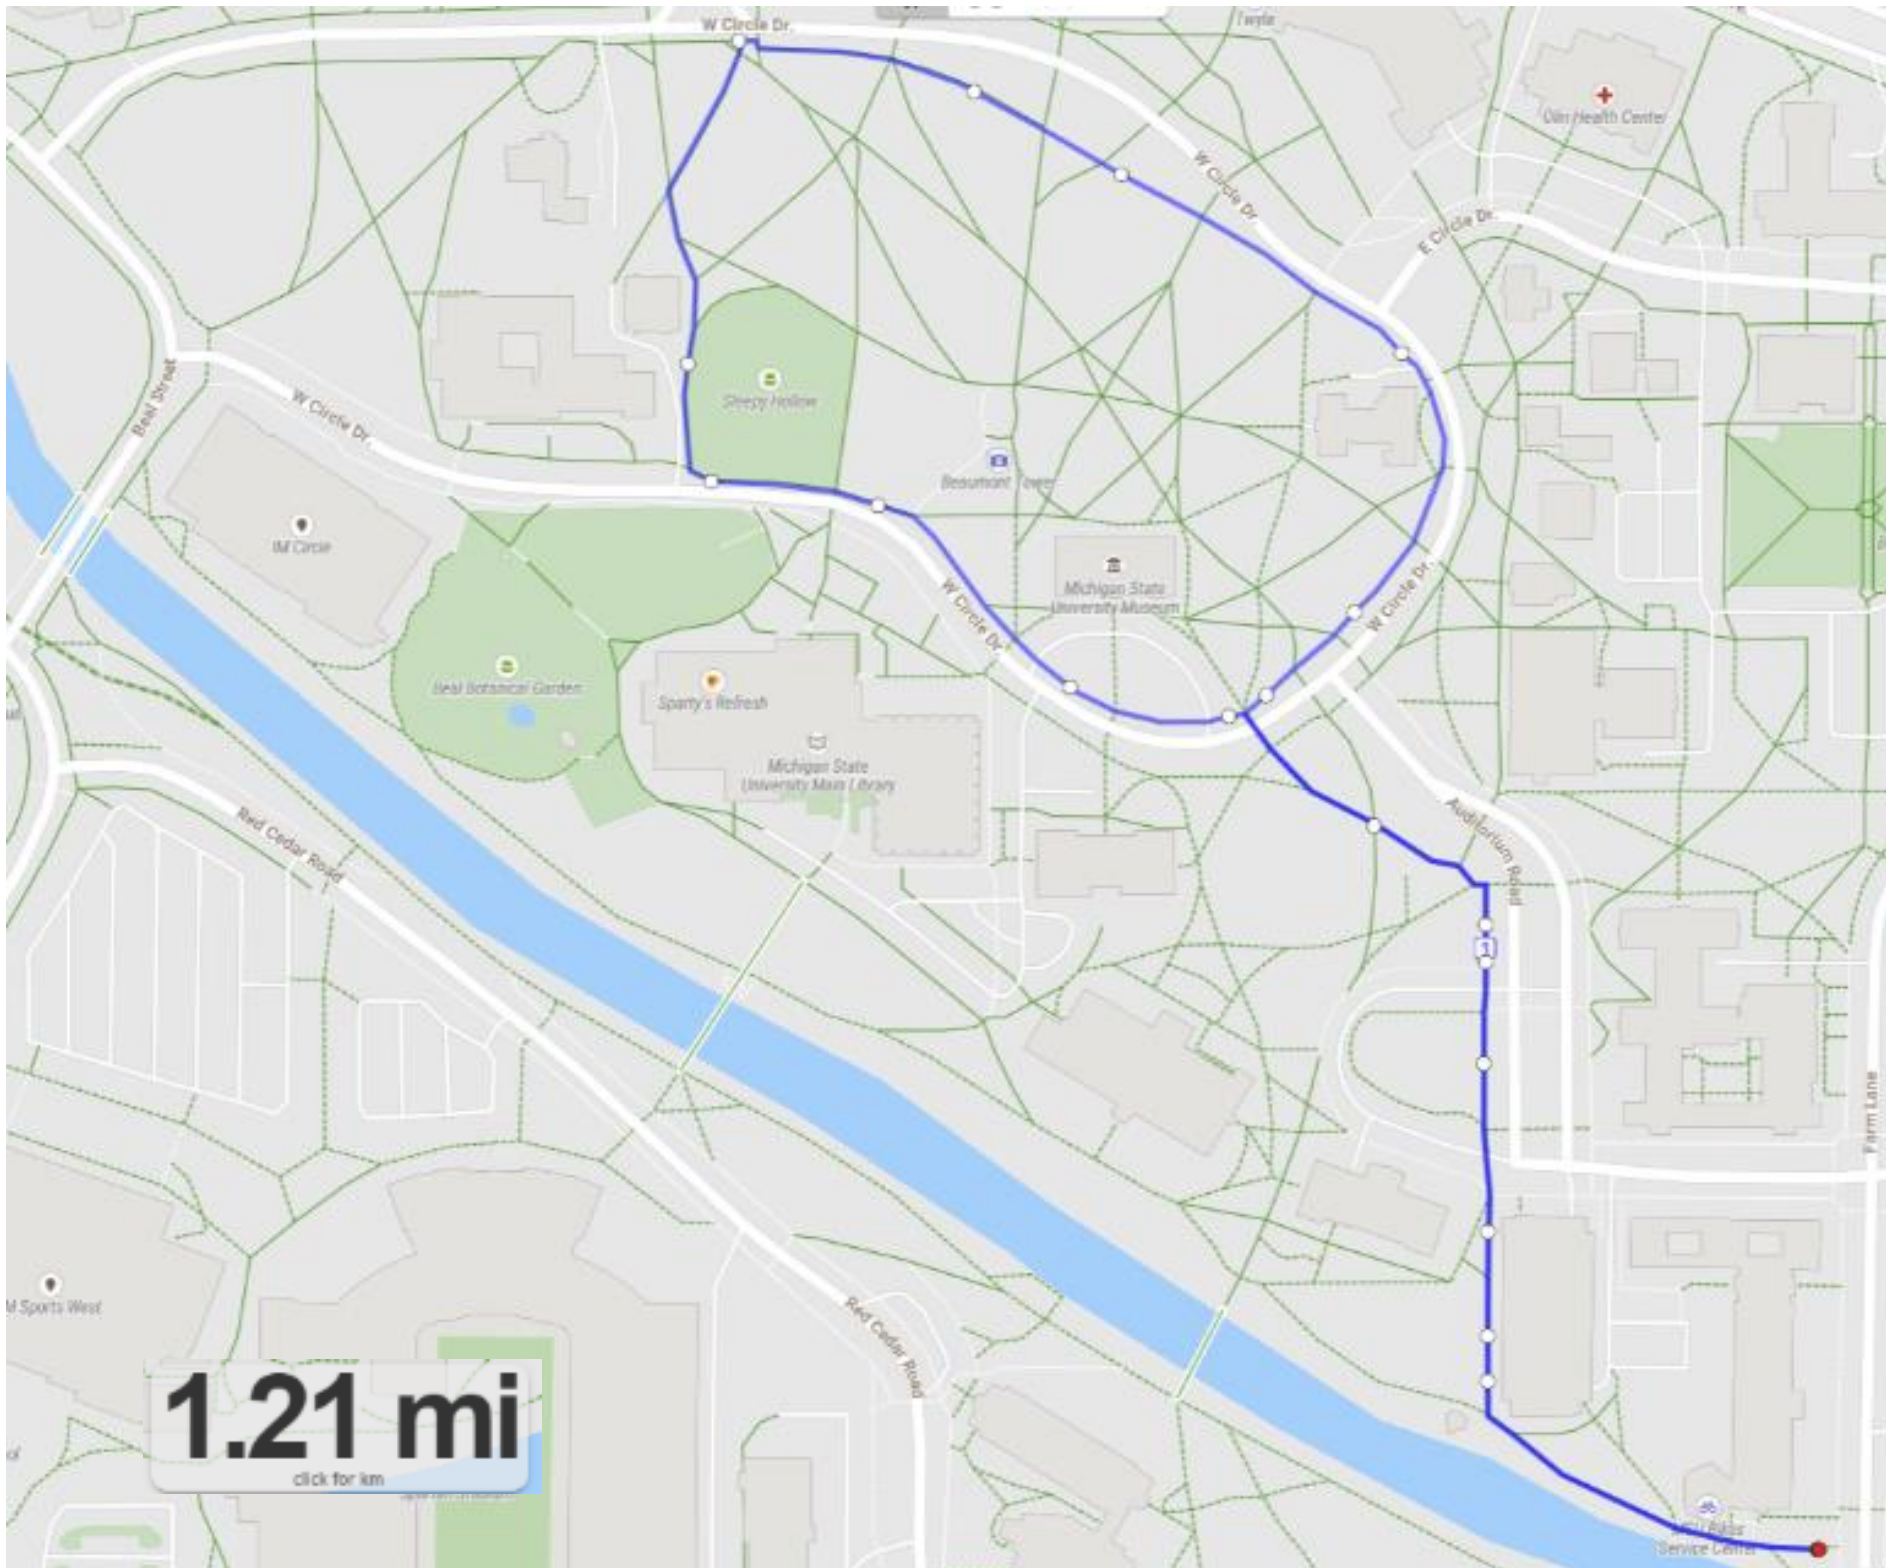 W Circle Dr.
Olin Health Center
W Circle Dr.
E Circle Dr.
Beal Street
W Circle Dr.
Sleepy Hollow
Beaumont Tower
IM Circle
Michigan State
University Museum
W Circle Dr.
W Circle Dr.
Beal Botanical Garden
Sparty's Refresh
Michigan State
University Main Library
Red Cedar Road
Auditorium Road
1
Farm Lane
M Sports West
Red Cedar Road
1.21 mi
click for km
Service Center